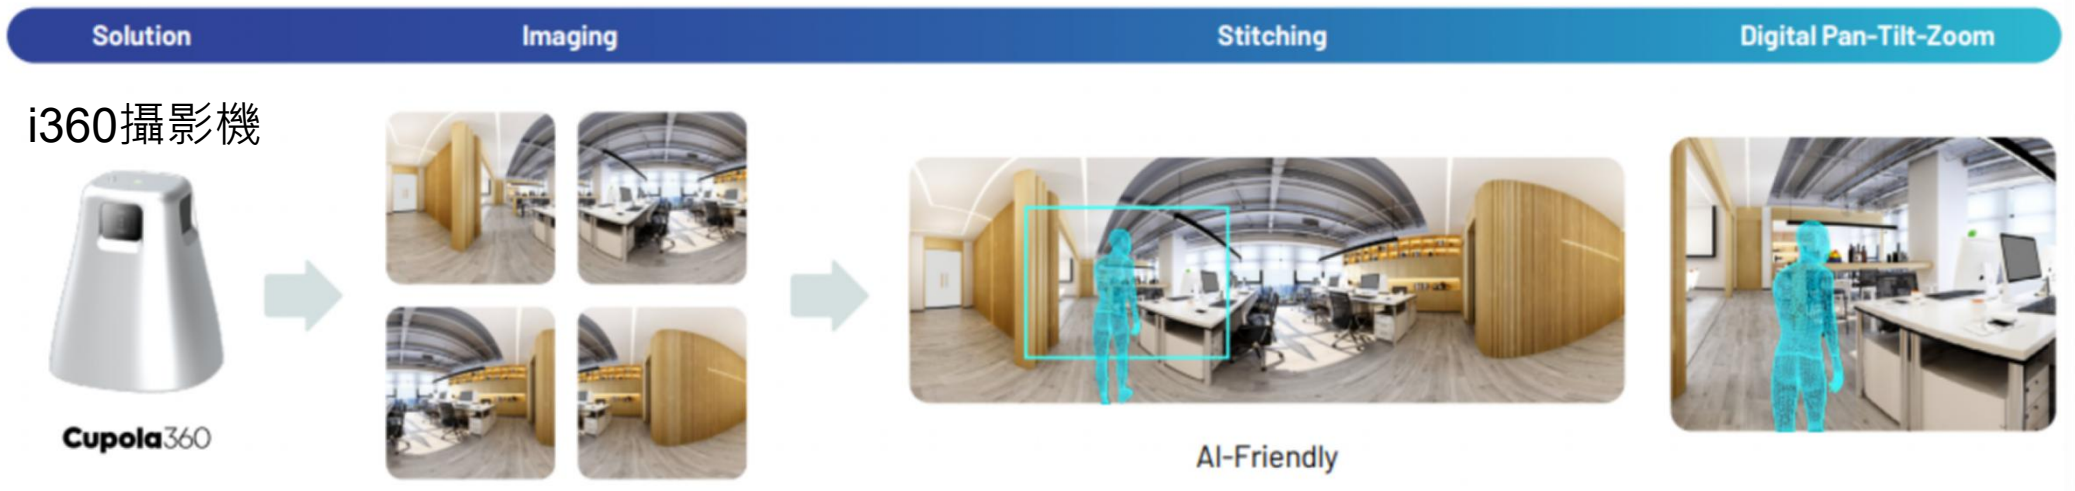 Solution
Imaging
Stitching
Digital Pan-Tilt-Zoom
i360攝影機
Cupola360
AI-Friendly